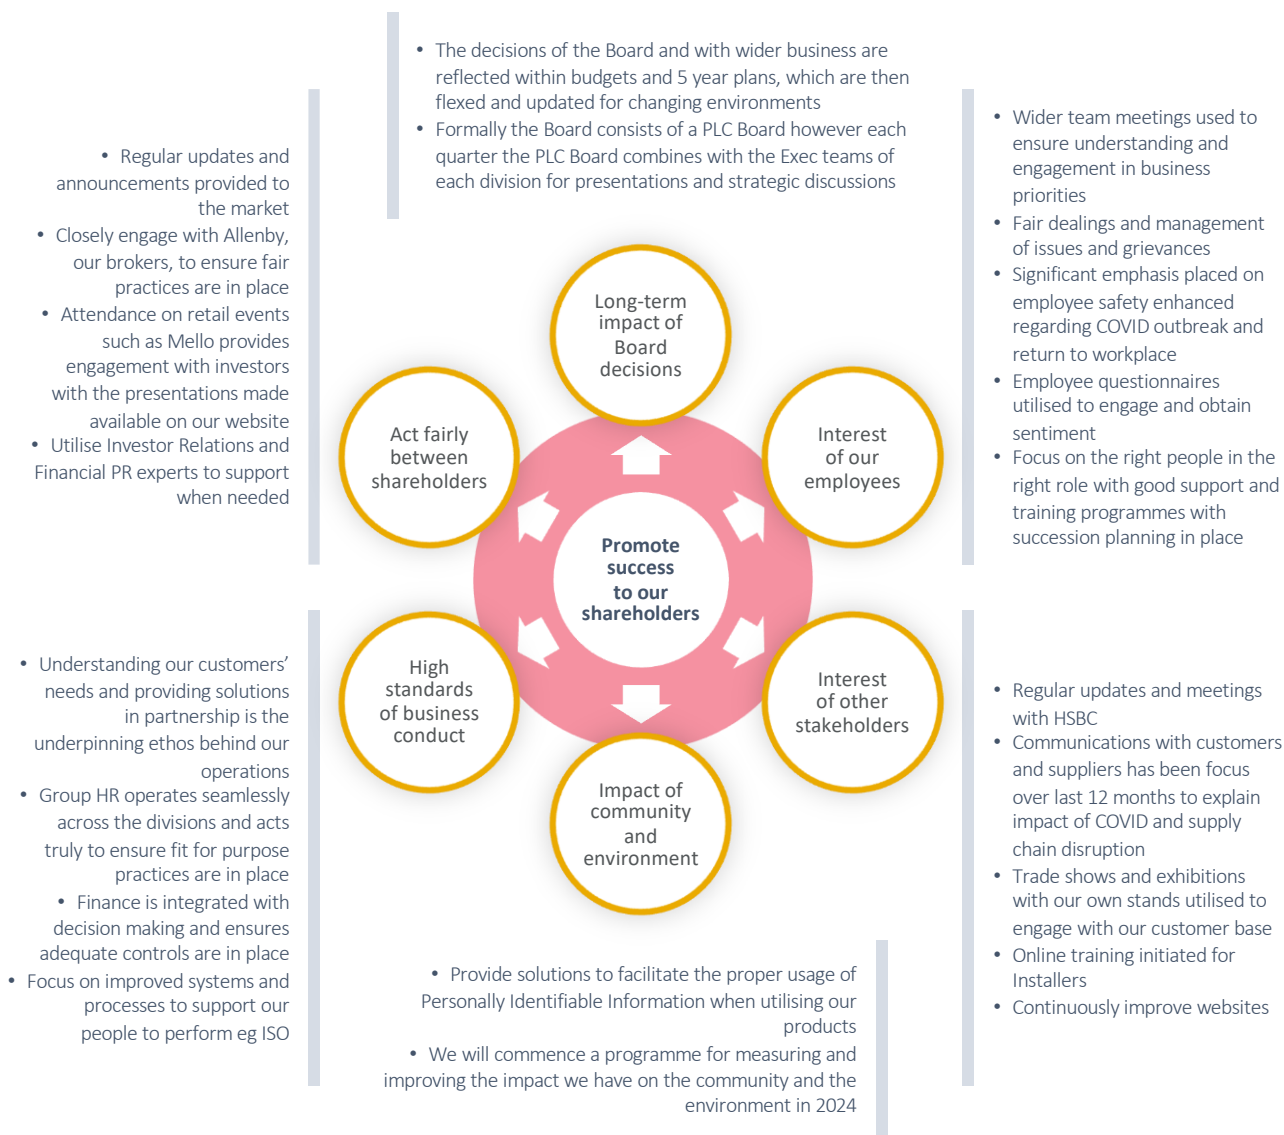 • The decisions of the Board and with wider business are
reflected within budgets and 5 year plans, which are then
flexed and updated for changing environments
• Formally the Board consists of a PLC Board however each
quarter the PLC Board combines with the Exec teams of
each division for presentations and strategic discussions
• Regular updates and
announcements provided to
the market
• Closely engage with Allenby,
our brokers, to ensure fair
practices are in place
• Attendance on retail events
such as Mello provides
engagement with investors
with the presentations made
available on our website
• Utilise Investor Relations and
Financial PR experts to support
when needed
• Wider team meetings used to
ensure understanding and
engagement in business
priorities
• Fair dealings and management
of issues and grievances
• Significant emphasis placed on
employee safety enhanced
regarding COVID outbreak and
return to workplace
• Employee questionnaires
utilised to engage and obtain
sentiment
• Focus on the right people in the
right role with good support and
training programmes with
succession planning in place
Long-term
impact of
Board
decisions
Act fairly
between
shareholders
Interest
of our
employees
Promote
success
to our
shareholders
High
standards
of business
conduct
Interest
of other
stakeholders
Impact of
community
and
environment
• Understanding our customers’
needs and providing solutions
in partnership is the
underpinning ethos behind our
operations
• Group HR operates seamlessly
across the divisions and acts
truly to ensure fit for purpose
practices are in place
• Finance is integrated with
decision making and ensures
adequate controls are in place
• Focus on improved systems and
processes to support our
people to perform eg ISO
• Regular updates and meetings
with HSBC
• Communications with customers
and suppliers has been focus
over last 12 months to explain
impact of COVID and supply
chain disruption
• Trade shows and exhibitions
with our own stands utilised to
engage with our customer base
• Online training initiated for
Installers
• Continuously improve websites
• Provide solutions to facilitate the proper usage of
Personally Identifiable Information when utilising our
products
• We will commence a programme for measuring and
improving the impact we have on the community and the
environment in 2024